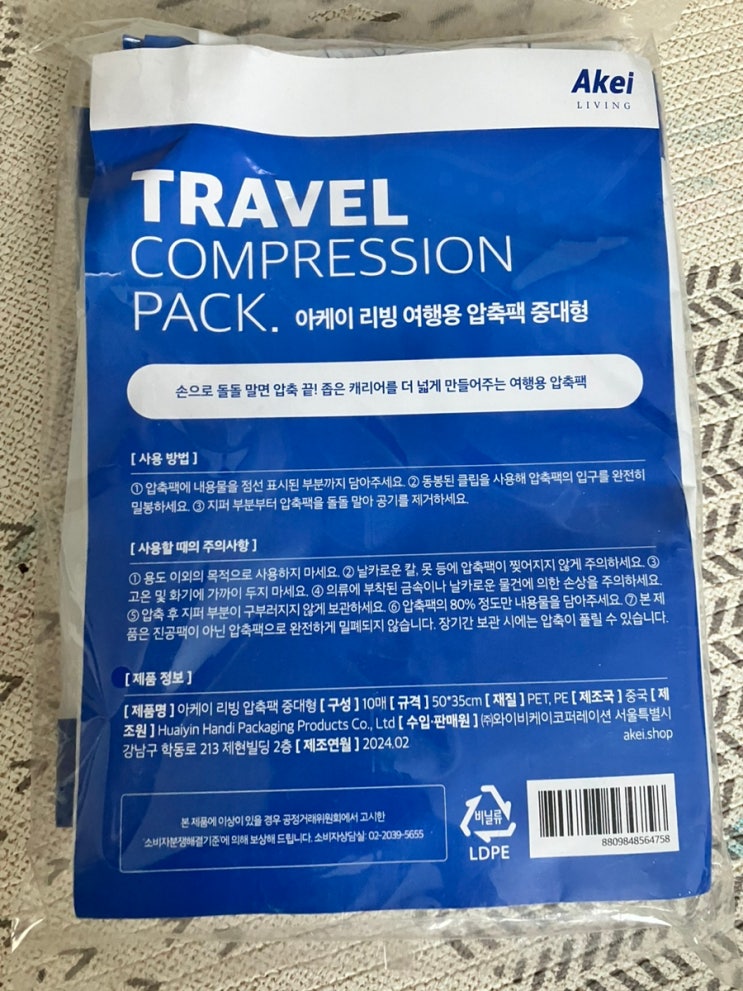 Akei
LIVING
TRAVEL
COMPRESSION
PACK. 아케이 리빙 여행용 압축팩 중대형
손으로 돌돌 말면 압축 끝! 좁은 캐리어를 더 넓게 만들어주는 여행용 압축팩
[ 사용 방법 ]
① 압축팩에 내용물을 점선 표시된 부분까지 담아주세요. ② 동봉된 클립을 사용해 압축팩의 입구를 완전히
밀봉하세요. ③ 지퍼 부분부터 압축팩을 돌돌 말아 공기를 제거하세요.
[ 사용할 때의 주의사항 ]
① 용도 이외의 목적으로 사용하지 마세요. ② 날카로운 칼, 못 등에 압축팩이 찢어지지 않게 주의하세요. ③
고온 및 화기에 가까이 두지 마세요. ④ 의류에 부착된 금속이나 날카로운 물건에 의한 손상을 주의하세요.
⑤ 압축 후 지퍼 부분이 구부러지지 않게 보관하세요. ⑥ 압축팩의 80% 정도만 내용물을 담아주세요. ⑦ 본 제
품은 진공팩이 아닌 압축팩으로 완전하게 밀폐되지 않습니다. 장기간 보관 시에는 압축이 풀릴 수 있습니다.
[ 제품 정보 ]
[ 제품명 ] 아케이 리빙 압축팩 중대형 [ 구성 ] 10매 [ 규격 ] 50*35cm [ 재질 ] PET, PE [ 제조국 ] 중국 [ 제
조원 ] Huaiyin Handi Packaging Products Co., Ltd [ 수입·판매원 ] ㈜와이비케이코퍼레이션 서울특별시
강남구 학동로 213 제현빌딩 2층 [ 제조연월 ] 2024.02
akei.shop
본 제품에 이상이 있을 경우 공정거래위원회에서 고시한
'소비자분쟁해결기준'에 의해 보상해 드립니다. 소비자상담실: 02-2039-5655
비닐류
LDPE
8809848564758